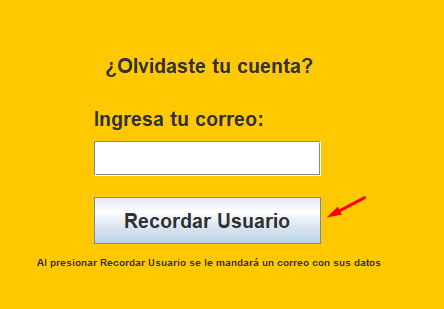 ¿Olvidaste tu cuenta?
Ingresa tu correo:
Recordar Usuario
Al presionar Recordar Usuario se le mandará un correo con sus datos